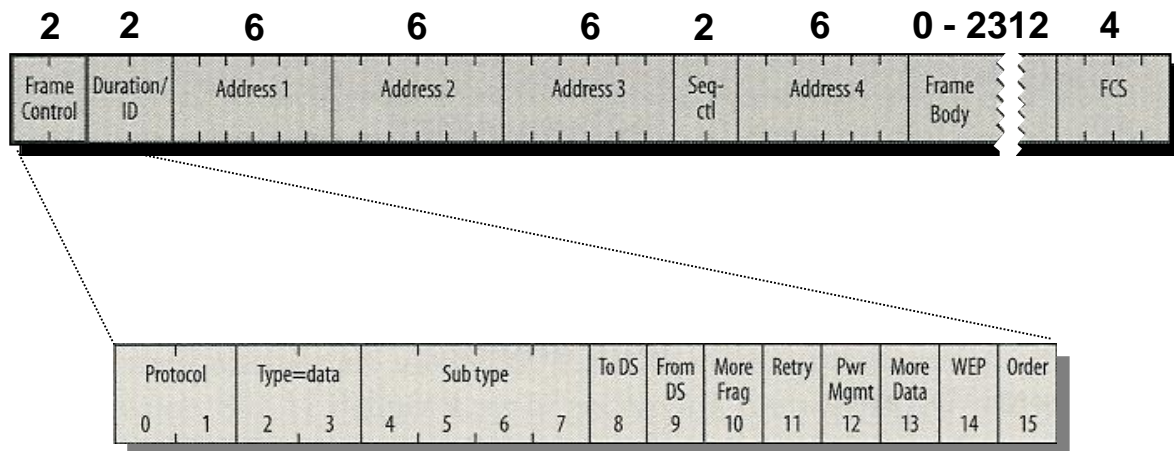 2 2 6 6 6 2 6 0 - 2312 4
Frame Control Duration/ ID Address 1 Address 2 Address 3 Seq- ctl Address 4 Frame Body FCS
Protocol Type=data Sub type To DS From DS More Frag Retry Pwr Mgmt More Data WEP Order
0 1 2 3 4 5 6 7 8 9 10 11 12 13 14 15